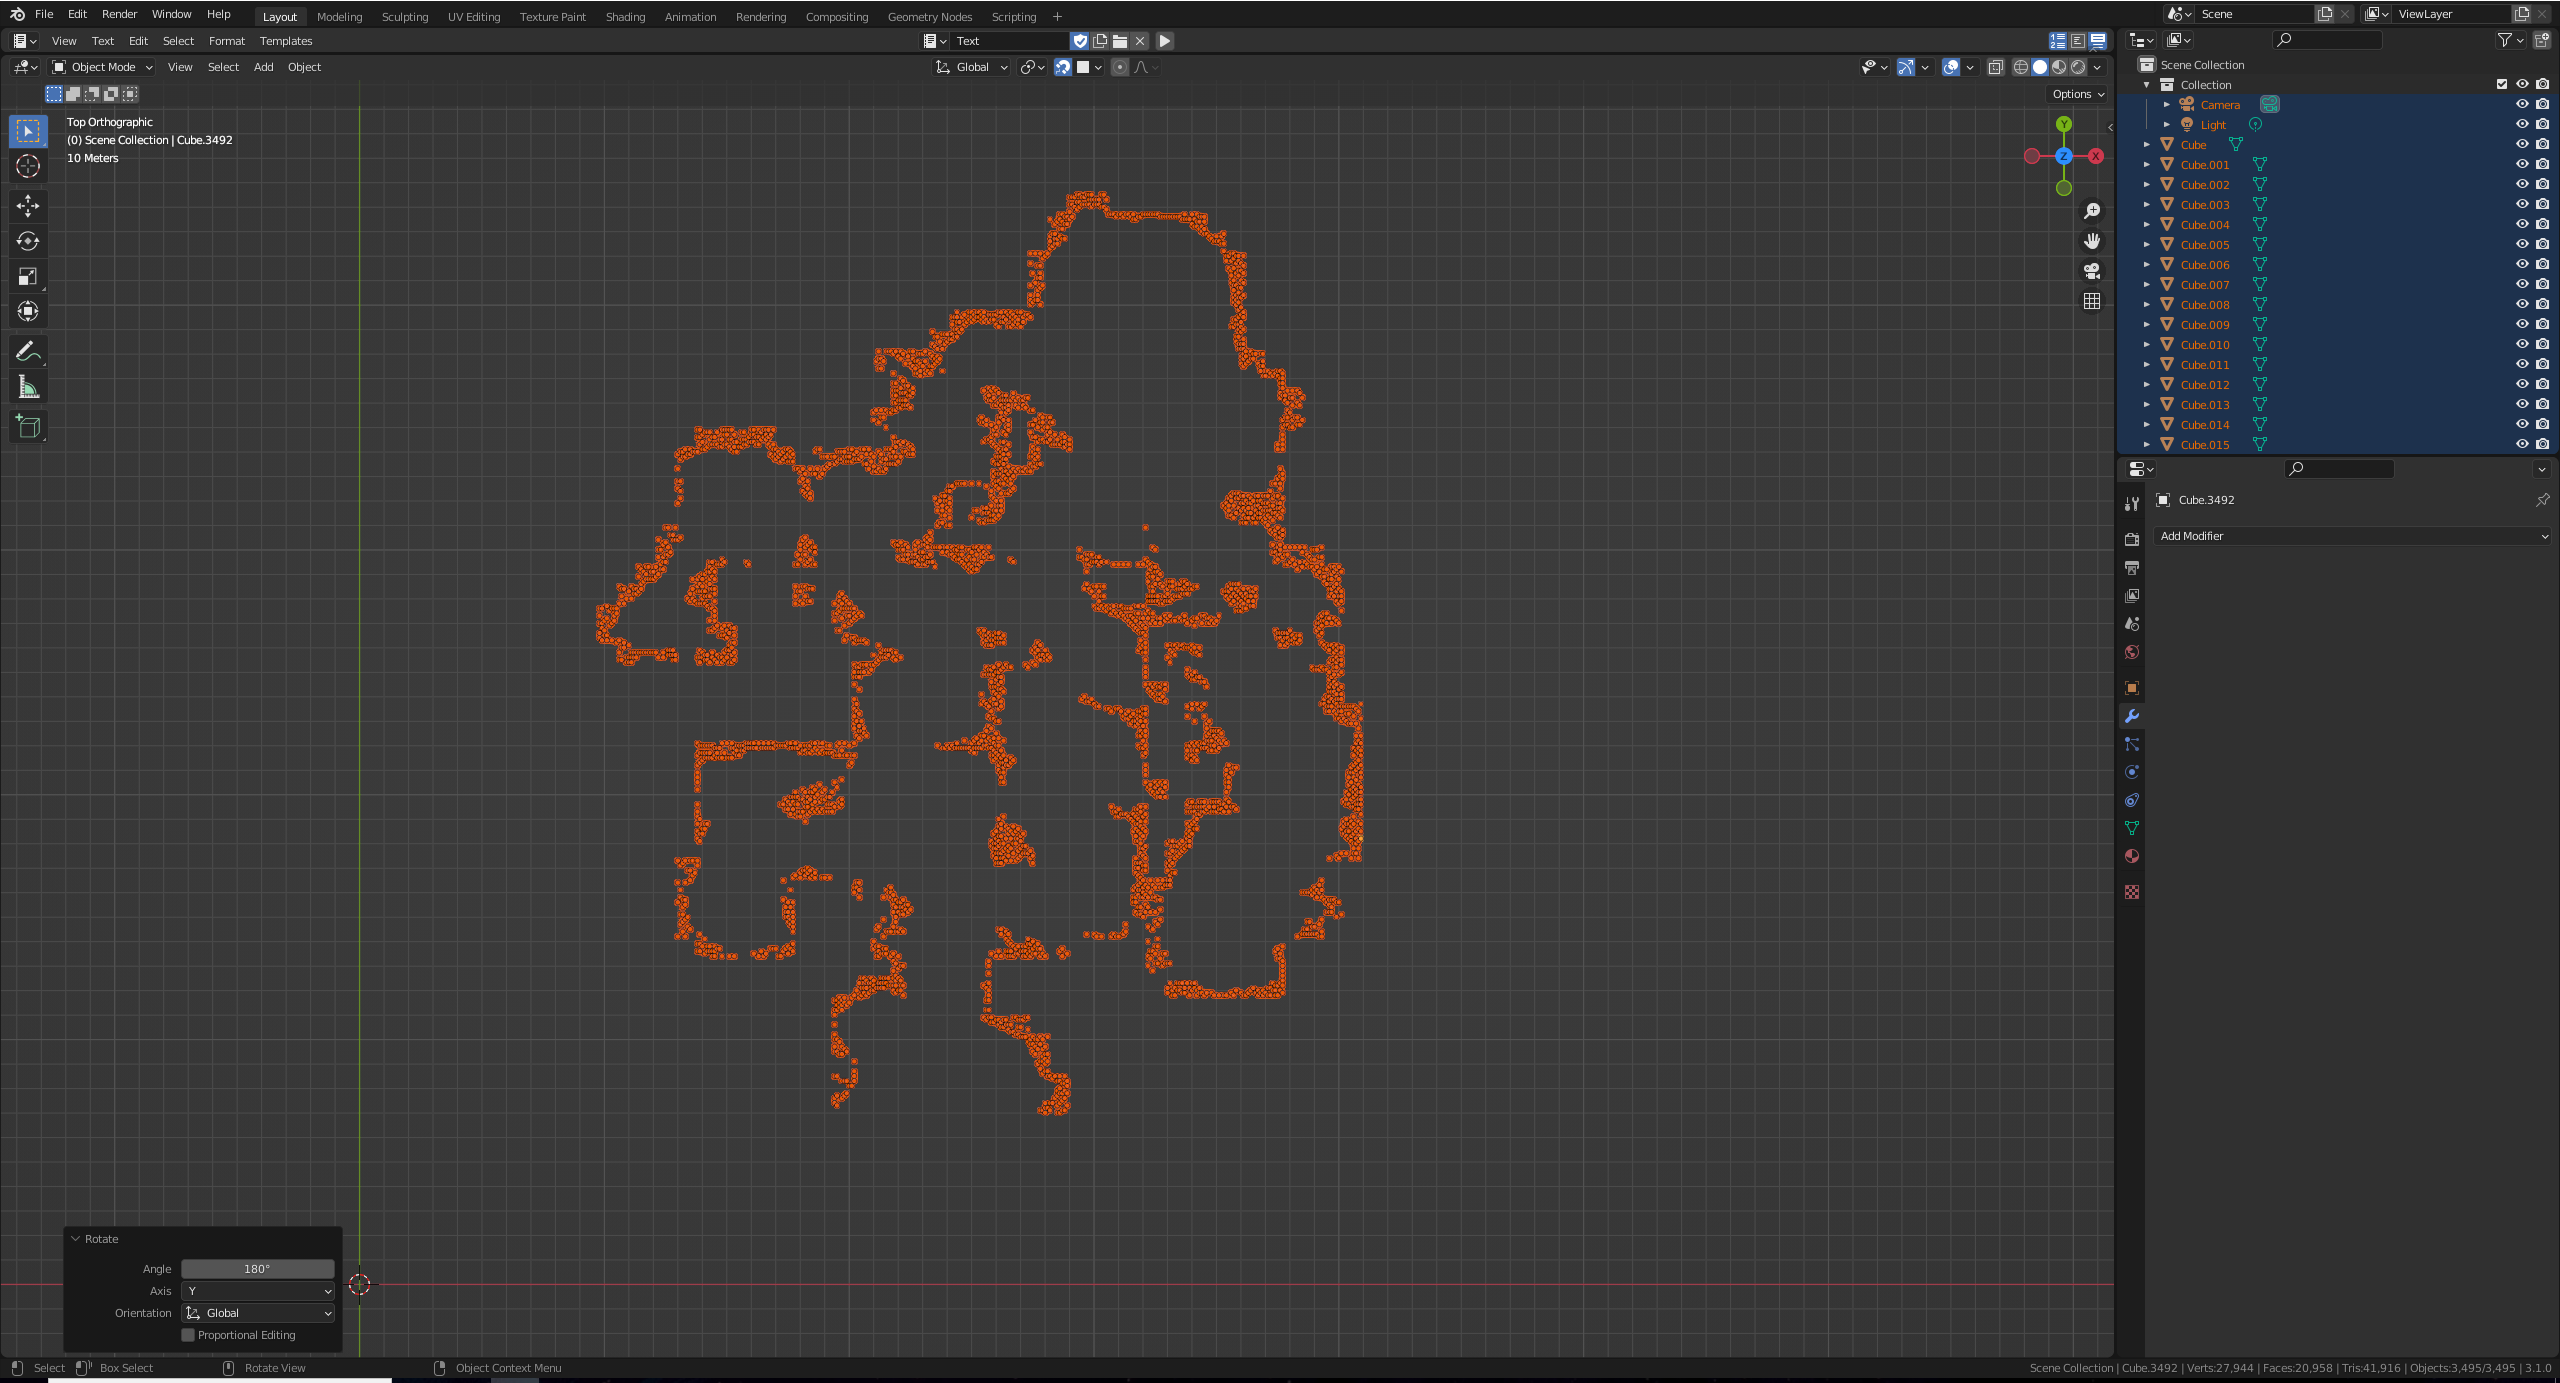 File Edit Render Window Help Layout Modeling Sculpting UV Editing Texture Paint Shading Animation Rendering Compositing Geometry Nodes Scripting + Scene ViewLayer
View Text Edit Select Format Templates Text
Object Mode View Select Add Object Global
Options
Top Orthographic
(0) Scene Collection | Cube.3492
10 Meters
Y
Z
X
Scene Collection
Collection
Camera
Light
Cube
Cube.001
Cube.002
Cube.003
Cube.004
Cube.005
Cube.006
Cube.007
Cube.008
Cube.009
Cube.010
Cube.011
Cube.012
Cube.013
Cube.014
Cube.015
Cube.3492
Add Modifier
Rotate
Angle 180°
Axis Y
Orientation Global
Proportional Editing
Select Box Select Rotate View Object Context Menu
Scene Collection | Cube.3492 | Verts:27,944 | Faces:20,958 | Tris:41,916 | Objects:3,495/3,495 | 3.1.0